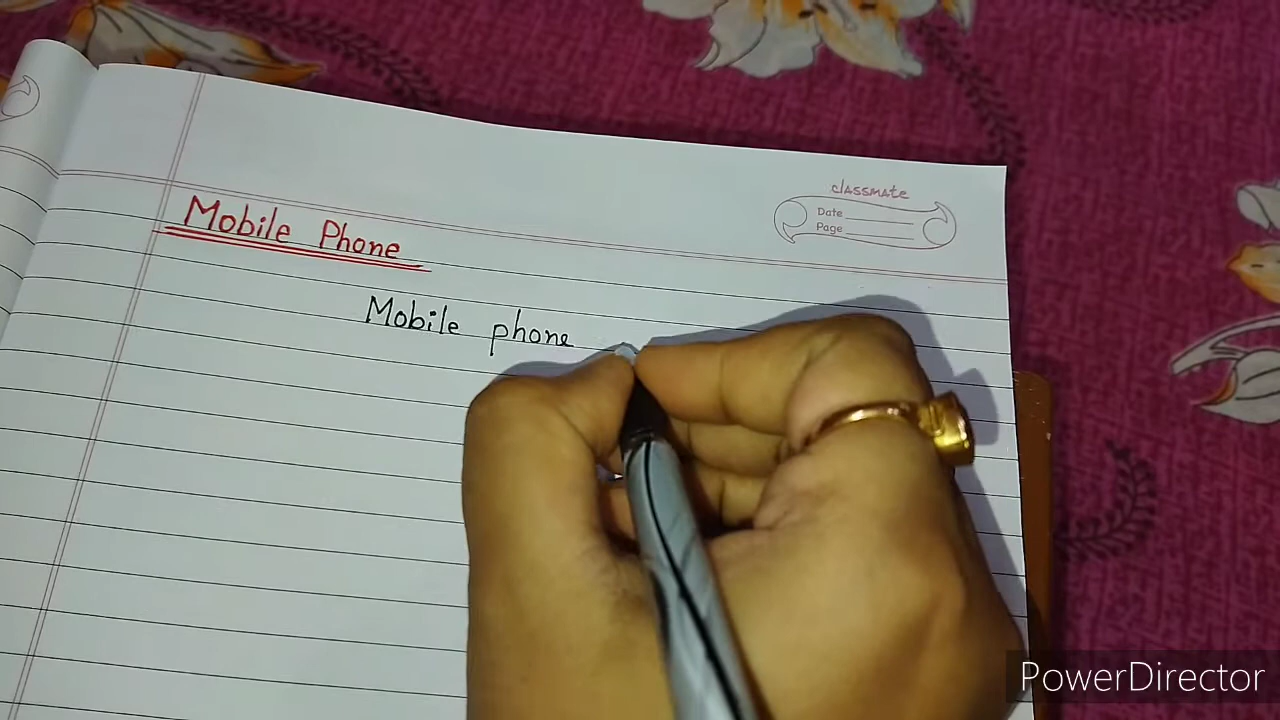 classmate
Date
Page
Mobile Phone
Mobile phone
PowerDirector